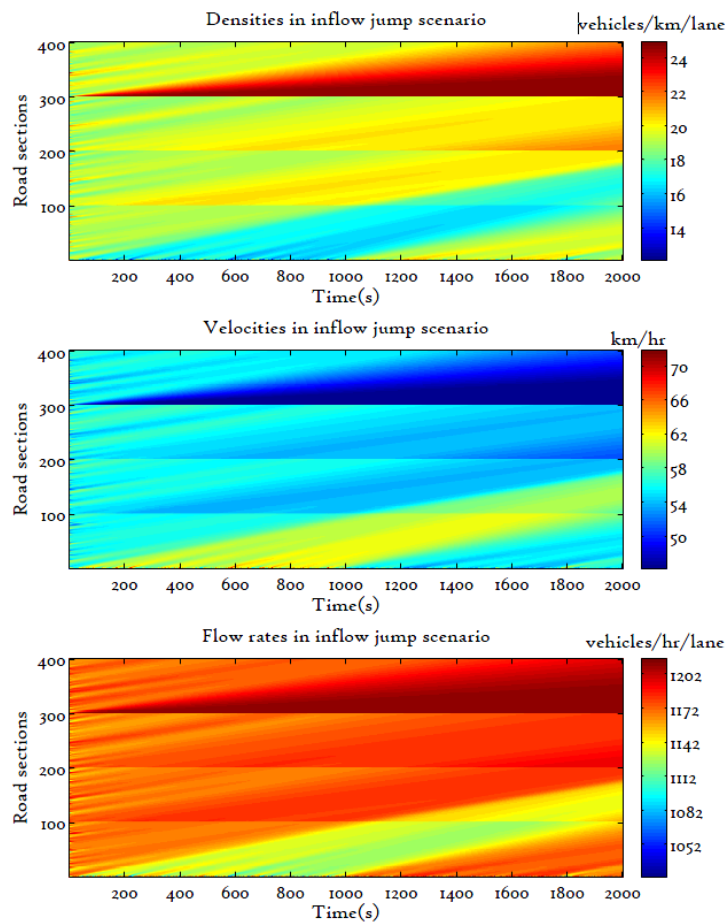 Densities in inflow jump scenario
vehicles/km/lane
400
300
200
100
Road sections
24
22
20
18
16
14
200 400 600 800 1000 1200 1400 1600 1800 2000
Time(s)
Velocities in inflow jump scenario
km/hr
400
300
200
100
Road sections
70
66
62
58
54
50
200 400 600 800 1000 1200 1400 1600 1800 2000
Time(s)
Flow rates in inflow jump scenario
vehicles/hr/lane
400
300
200
100
Road sections
1202
1172
1142
1112
1082
1052
200 400 600 800 1000 1200 1400 1600 1800 2000
Time(s)